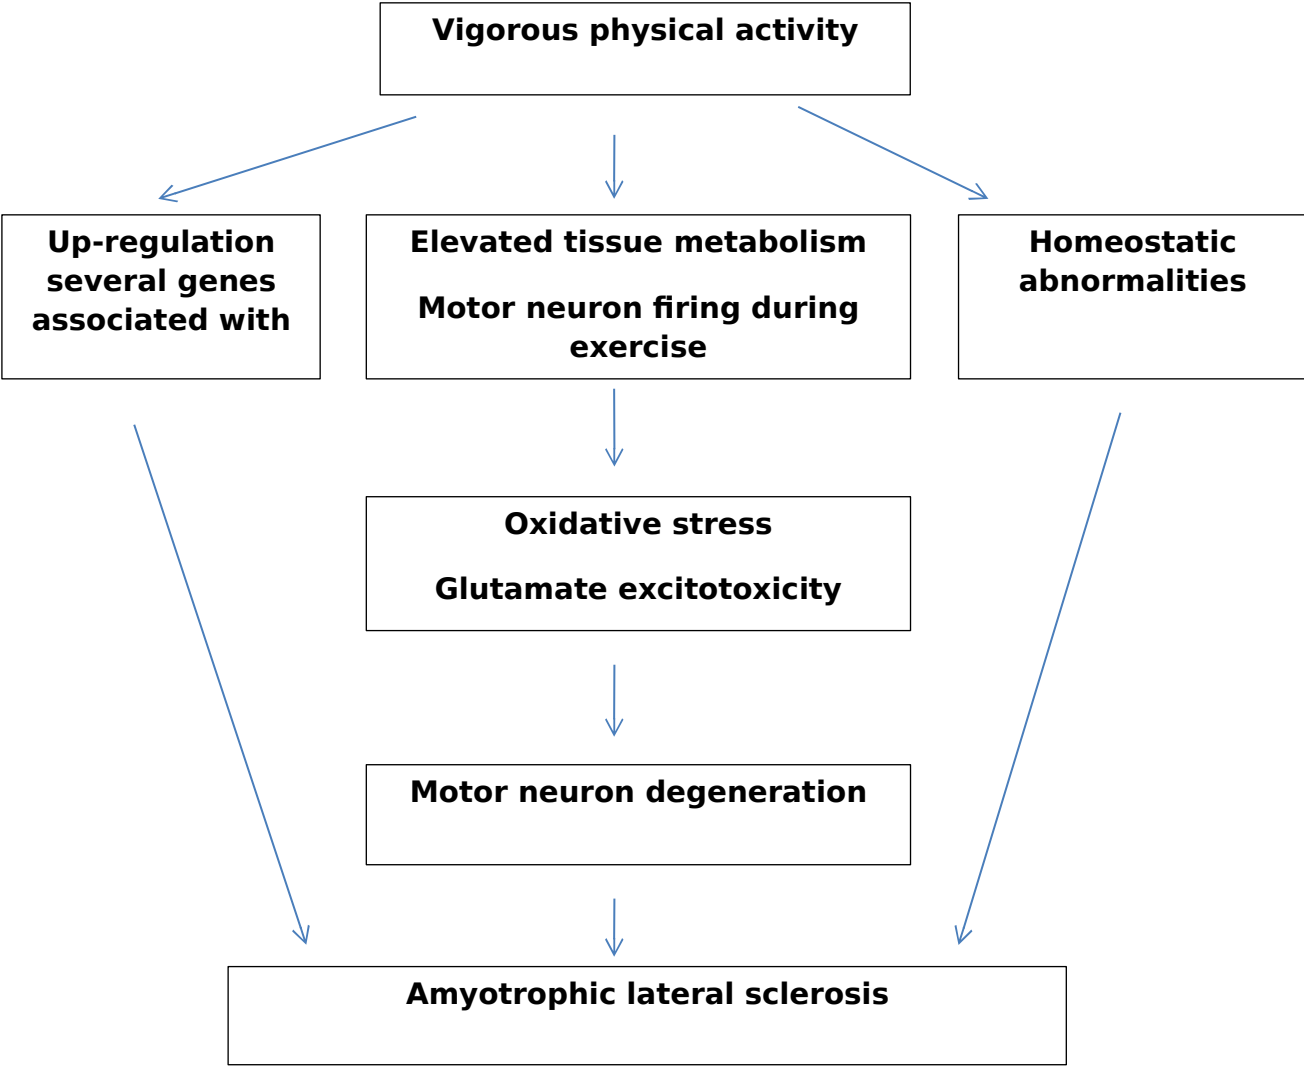 Vigorous physical activity
Up-regulation
several genes
associated with
Elevated tissue metabolism
Motor neuron firing during
exercise
Homeostatic
abnormalities
Oxidative stress
Glutamate excitotoxicity
Motor neuron degeneration
Amyotrophic lateral sclerosis